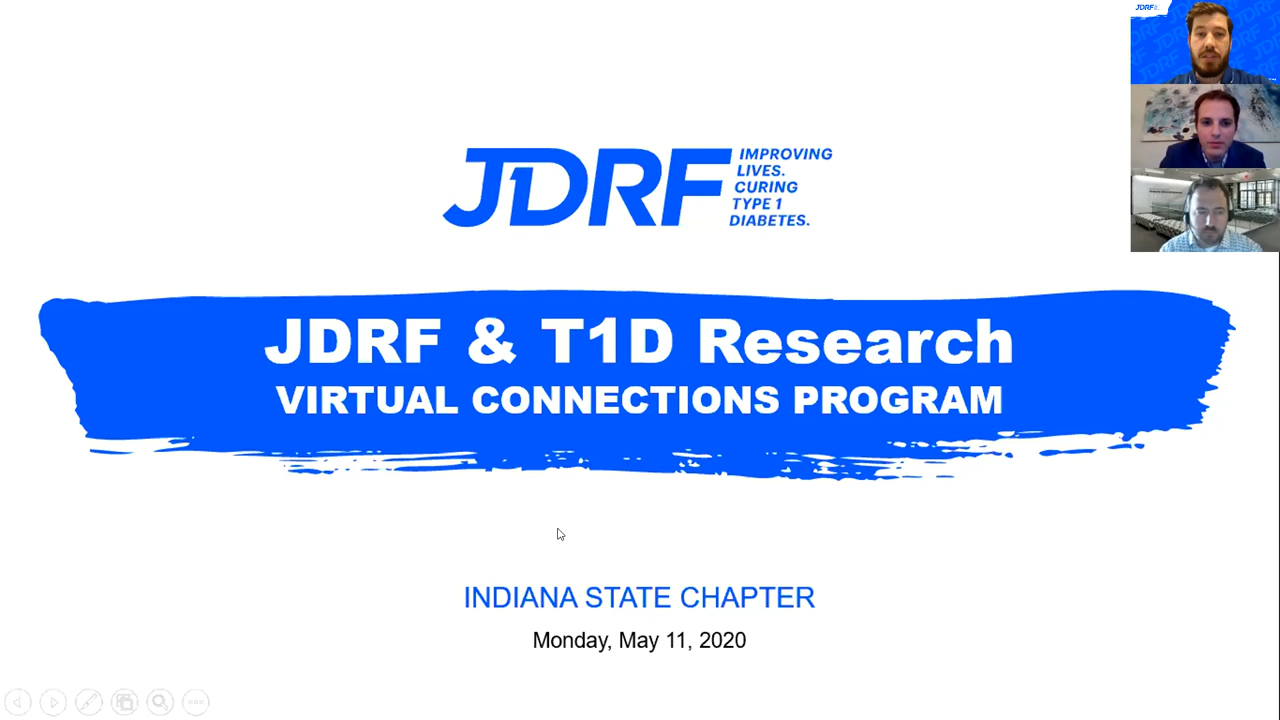 JDRF
IMPROVING
LIVES.
CURING
TYPE 1
DIABETES.
JDRF & T1D Research
VIRTUAL CONNECTIONS PROGRAM
INDIANA STATE CHAPTER
Monday, May 11, 2020
JDRF